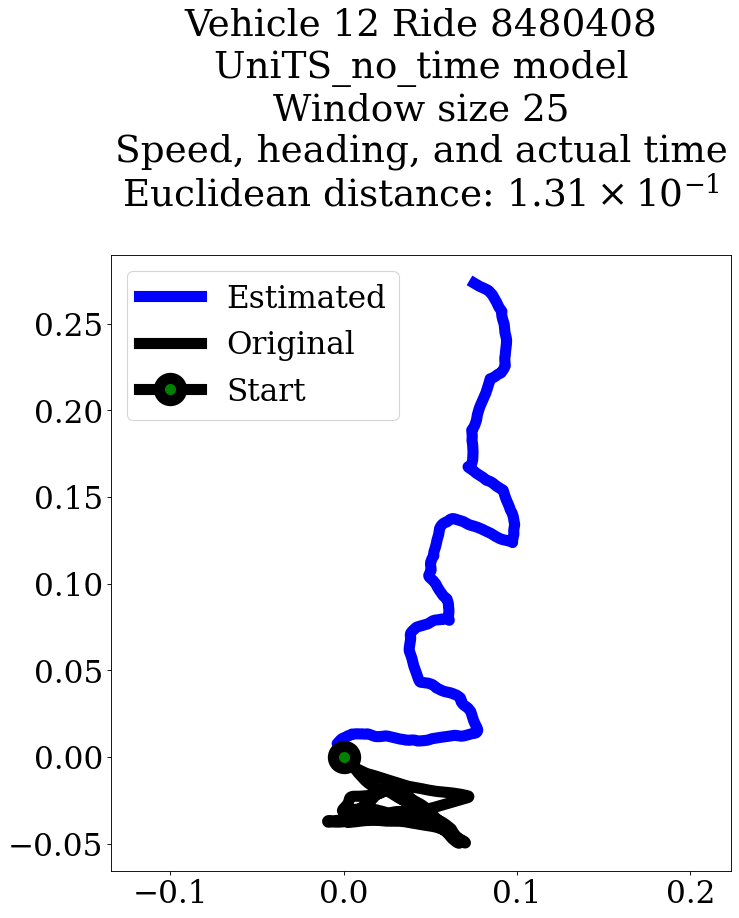 Vehicle 12 Ride 8480408
UniTS_no_time model
Window size 25
Speed, heading, and actual time
Euclidean distance: $1.31 \times 10^{-1}$
Estimated
Original
Start
0.25
0.20
0.15
0.10
0.05
0.00
−0.05
−0.1 0.0 0.1 0.2